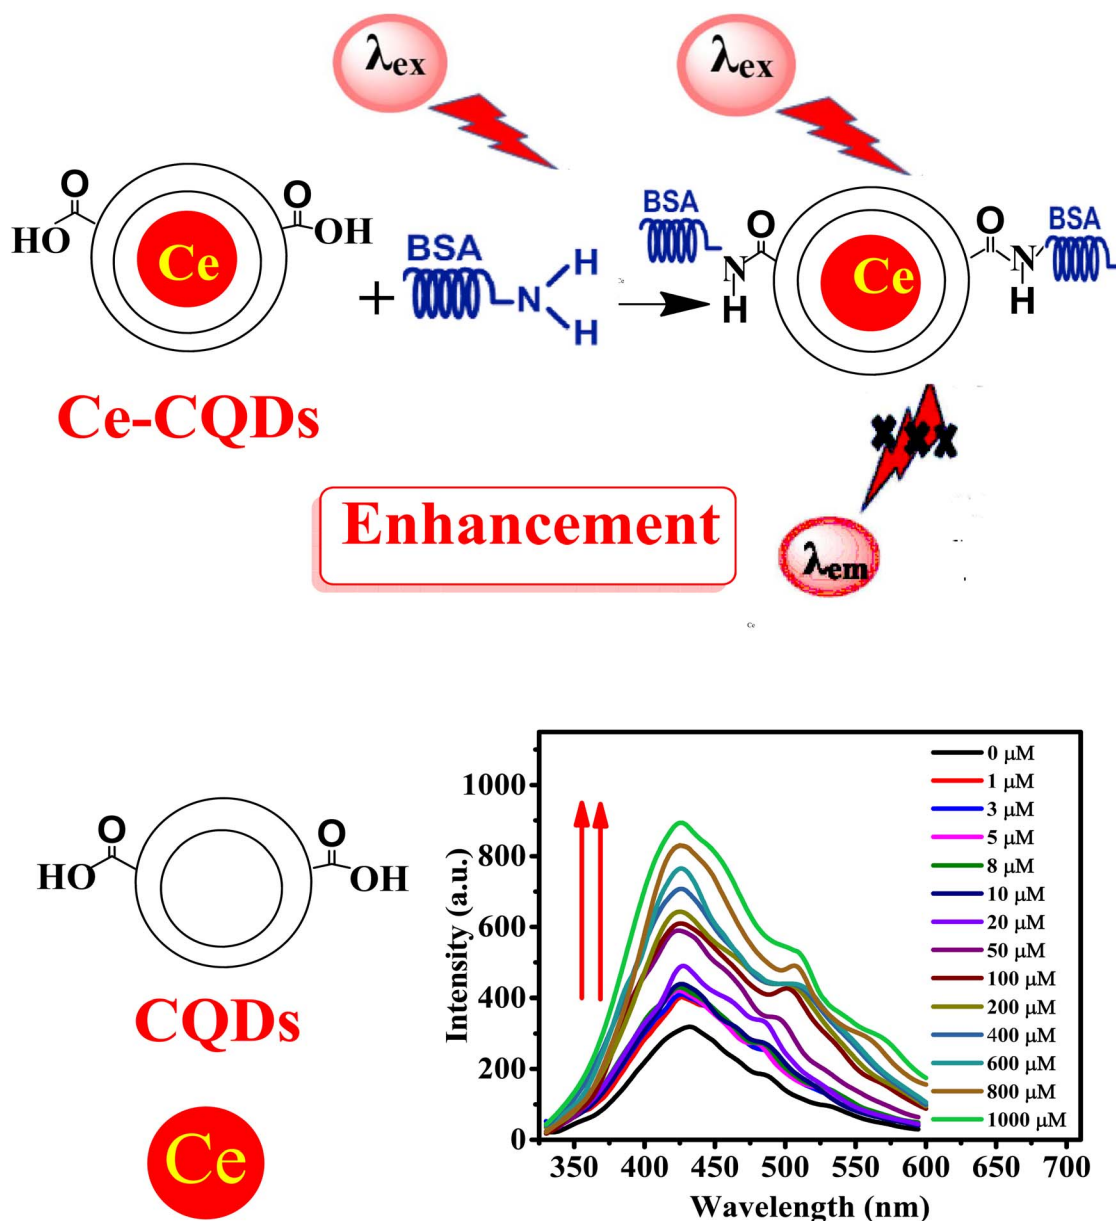 λex
λex
O
HO
O
OH
Ce
+
BSA
N
H
H
Ce
BSA
O
N
H
Ce
O
N
H
BSA
Ce-CQDs
Enhancement
XXX
λem
Ce
O
HO
O
OH
CQDs
Ce
Intensity (a.u.)
1000
800
600
400
200
0
350 400 450 500 550 600 650 700
Wavelength (nm)
0 μM
1 μM
3 μM
5 μM
8 μM
10 μM
20 μM
50 μM
100 μM
200 μM
400 μM
600 μM
800 μM
1000 μM